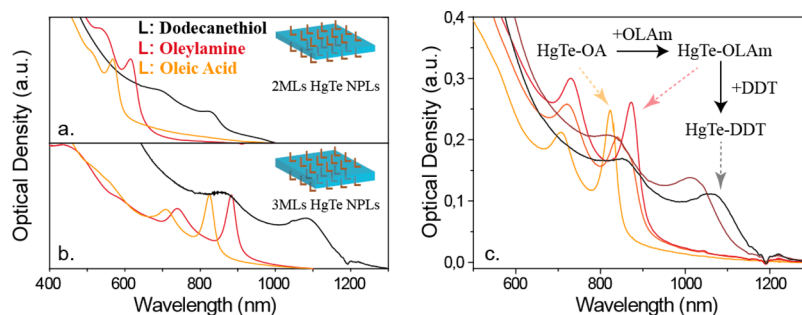 L: Dodecanethiol
L: Oleylamine
L: Oleic Acid
2MLs HgTe NPLs
a.
3MLs HgTe NPLs
b.
Optical Density (a.u.)
400 600 800 1000 1200
Wavelength (nm)
Optical Density (a.u.)
0,4
0,3
0,2
0,1
0,0
+OLAm
HgTe-OA
HgTe-OLAm
+DDT
HgTe-DDT
c.
600 800 1000 1200
Wavelength (nm)